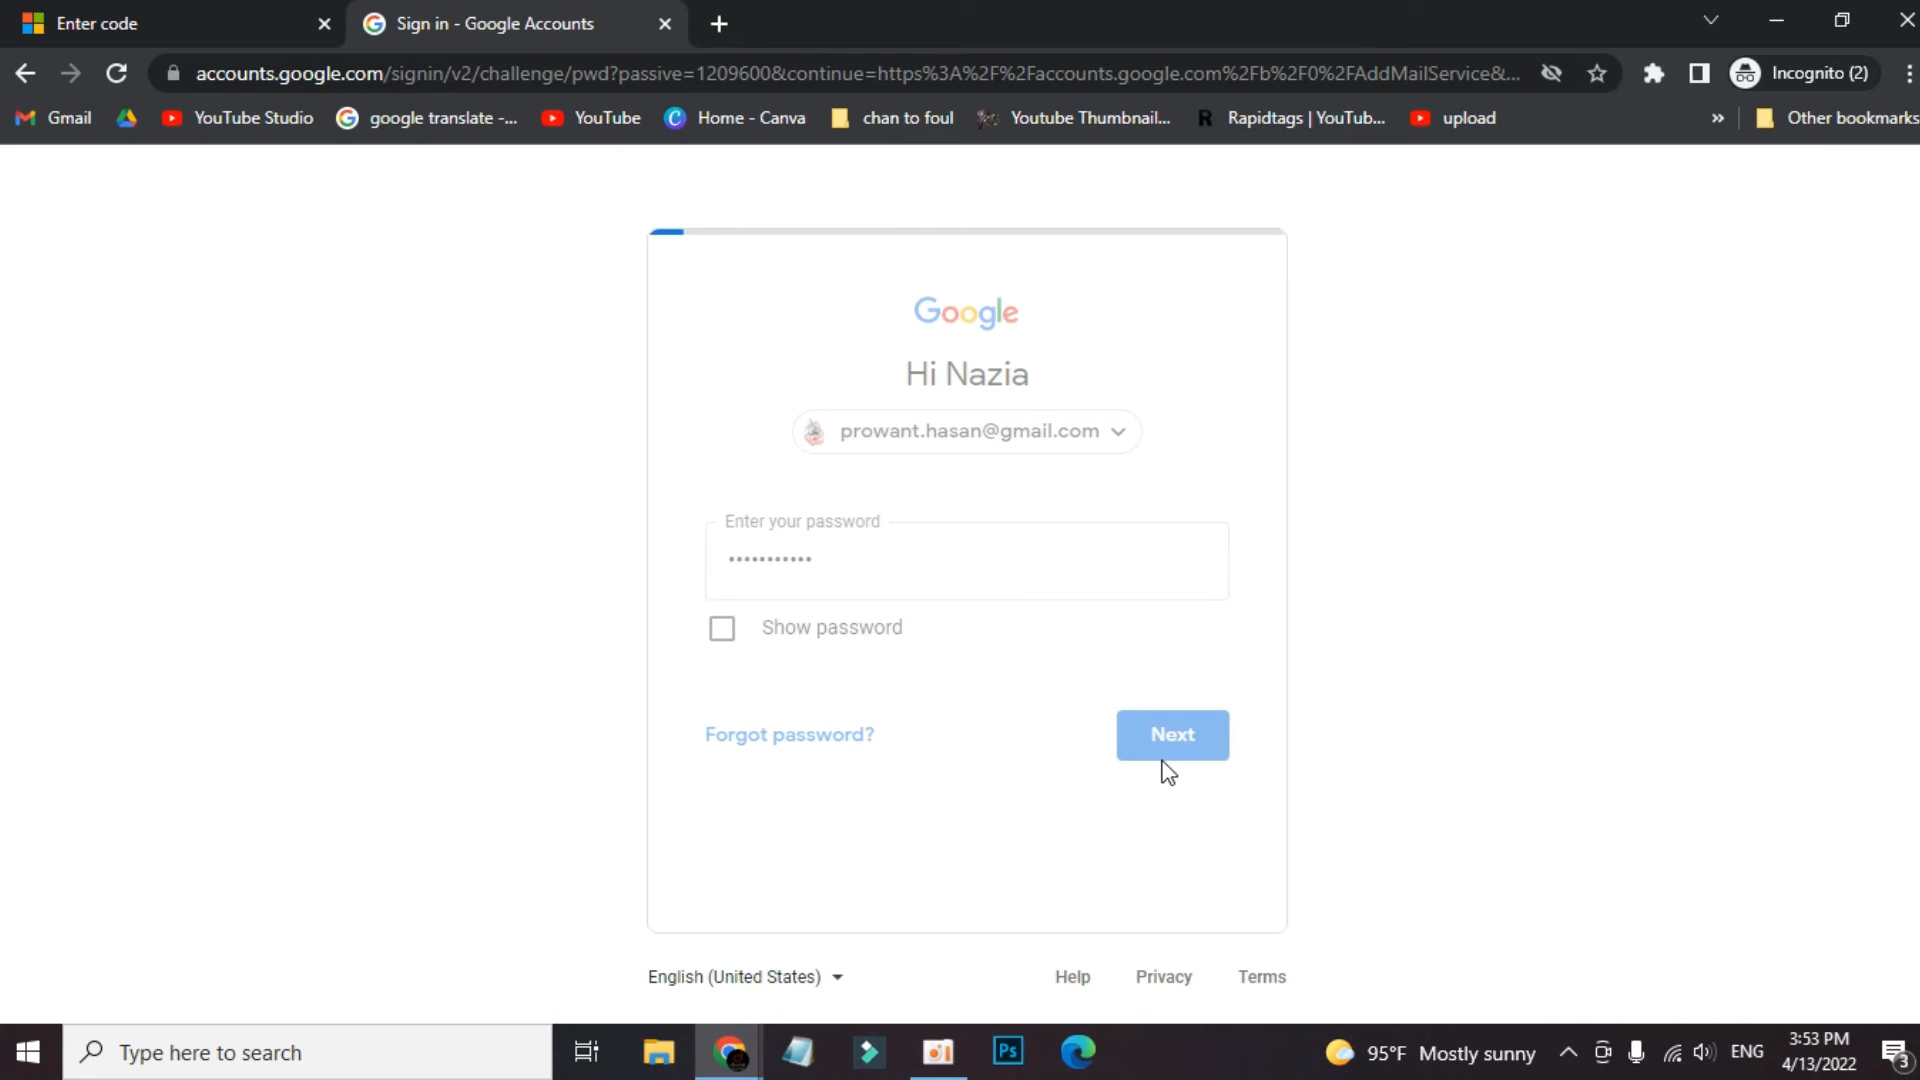 Enter code
Sign in - Google Accounts
accounts.google.com/signin/v2/challenge/pwd?passive=1209600&continue=https%3A%2F%2Faccounts.google.com%2Fb%2F0%2FAddMailService&...
Incognito (2)
Gmail
YouTube Studio
google translate -...
YouTube
Home - Canva
chan to foul
Youtube Thumbnail...
Rapidtags | YouTub...
upload
»
Other bookmarks
Google
Hi Nazia
prowant.hasan@gmail.com
Enter your password
•••••••••••
Show password
Forgot password?
Next
English (United States)
Help
Privacy
Terms
Type here to search
Ps
95°F Mostly sunny
ENG
3:53 PM
4/13/2022
3